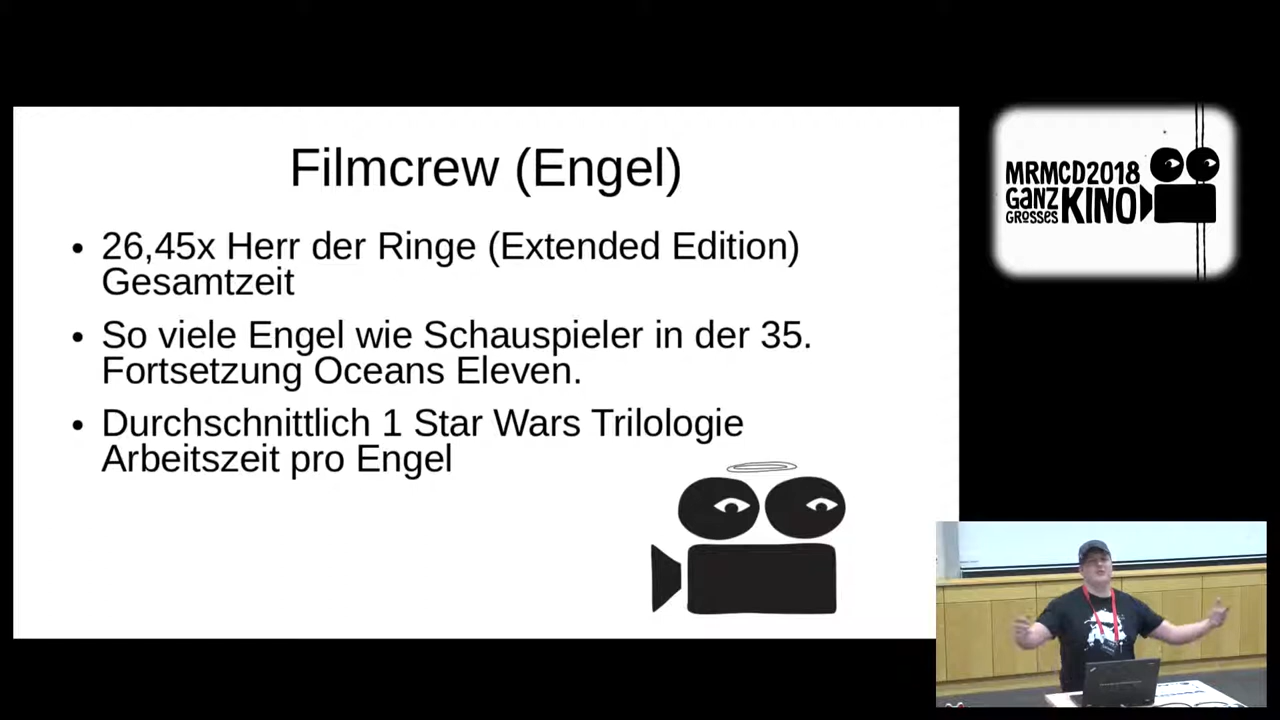 Filmcrew (Engel)
• 26,45x Herr der Ringe (Extended Edition)
Gesamtzeit
• So viele Engel wie Schauspieler in der 35.
Fortsetzung Oceans Eleven.
• Durchschnittlich 1 Star Wars Trilologie
Arbeitszeit pro Engel
MRMCD2018
GANZ
GROSSES
KINO